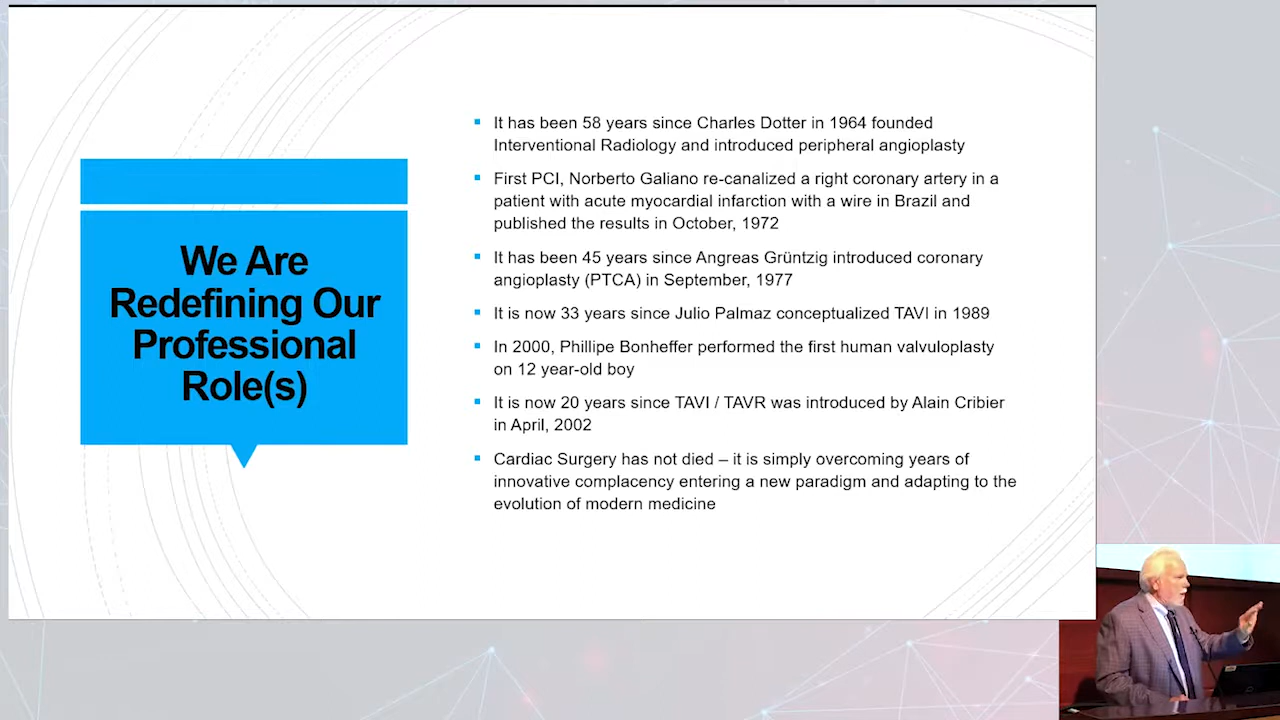 We Are
Redefining Our
Professional
Role(s)
It has been 58 years since Charles Dotter in 1964 founded
Interventional Radiology and introduced peripheral angioplasty
First PCI, Norberto Galiano re-canalized a right coronary artery in a
patient with acute myocardial infarction with a wire in Brazil and
published the results in October, 1972
It has been 45 years since Angreas Grüntzig introduced coronary
angioplasty (PTCA) in September, 1977
It is now 33 years since Julio Palmaz conceptualized TAVI in 1989
In 2000, Phillipe Bonheffer performed the first human valvuloplasty
on 12 year-old boy
It is now 20 years since TAVI / TAVR was introduced by Alain Cribier
in April, 2002
Cardiac Surgery has not died – it is simply overcoming years of
innovative complacency entering a new paradigm and adapting to the
evolution of modern medicine